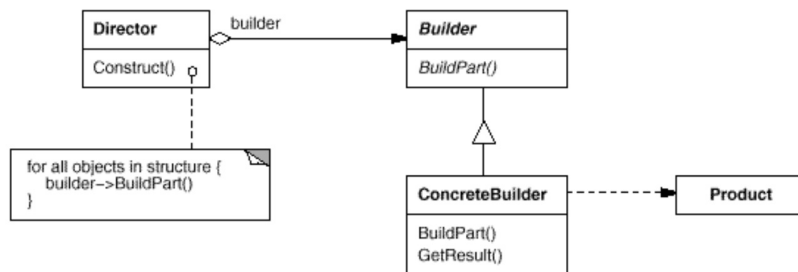 Director
Construct()
builder
Builder
BuildPart()
for all objects in structure {
builder->BuildPart()
}
ConcreteBuilder
BuildPart()
GetResult()
Product